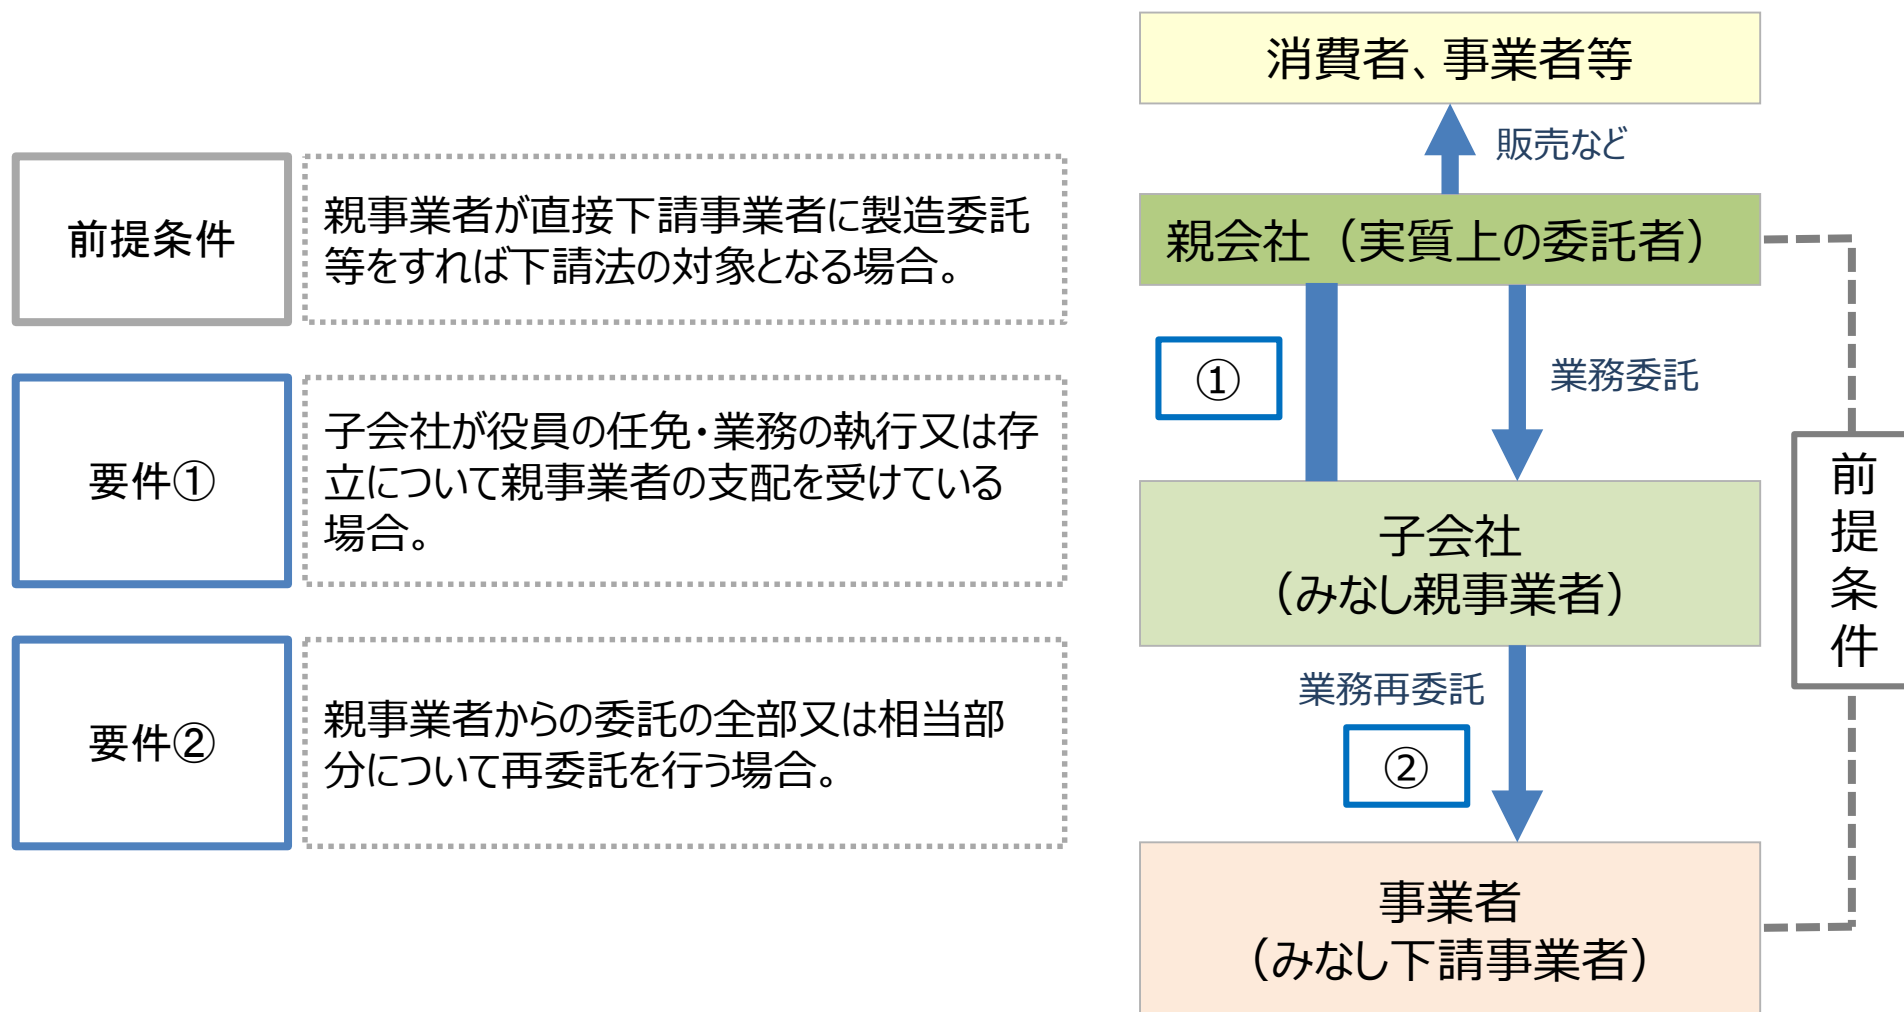 前提条件
親事業者が直接下請事業者に製造委託
等をすれば下請法の対象となる場合。
要件①
子会社が役員の任免・業務の執行又は存
立について親事業者の支配を受けている
場合。
要件②
親事業者からの委託の全部又は相当部
分について再委託を行う場合。
消費者、事業者等
販売など
親会社（実質上の委託者）
①
業務委託
子会社
（みなし親事業者）
業務再委託
②
事業者
（みなし下請事業者）
前提条件